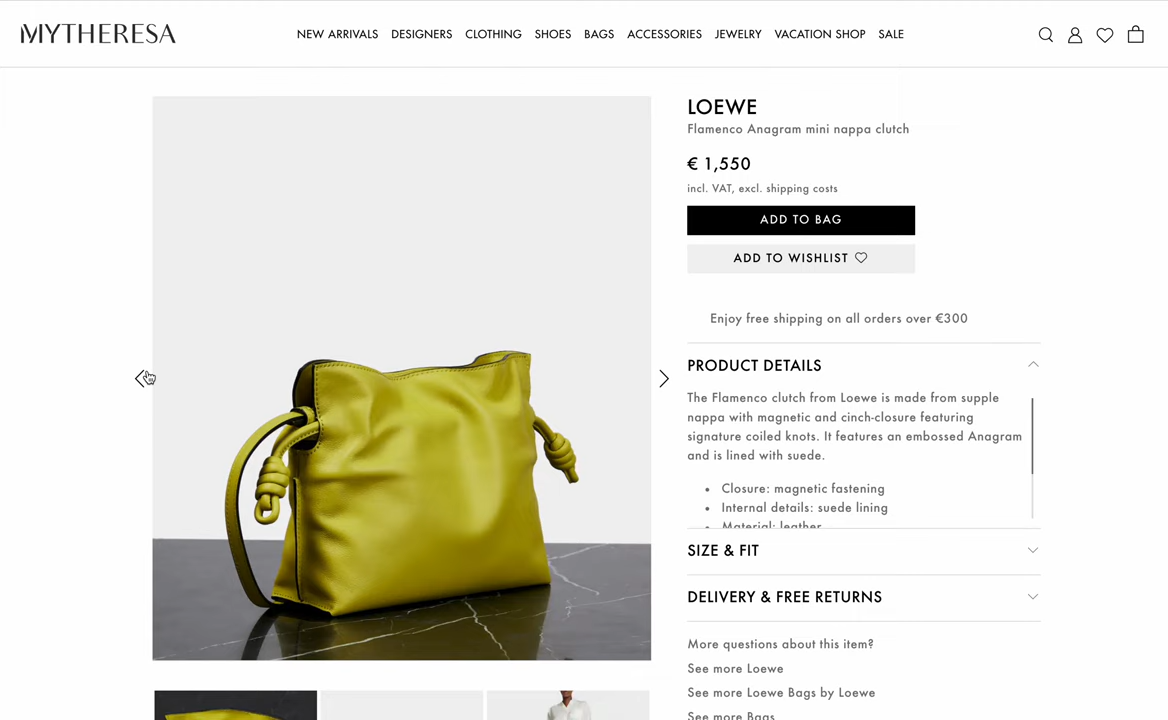 MYTHERESA
NEW ARRIVALS DESIGNERS CLOTHING SHOES BAGS ACCESSORIES JEWELRY VACATION SHOP SALE
LOEWE
Flamenco Anagram mini nappa clutch
€ 1,550
incl. VAT, excl. shipping costs
ADD TO BAG
ADD TO WISHLIST
Enjoy free shipping on all orders over €300
PRODUCT DETAILS
The Flamenco clutch from Loewe is made from supple
nappa with magnetic and cinch-closure featuring
signature coiled knots. It features an embossed Anagram
and is lined with suede.
• Closure: magnetic fastening
• Internal details: suede lining
• Material: leather
SIZE & FIT
DELIVERY & FREE RETURNS
More questions about this item?
See more Loewe
See more Loewe Bags by Loewe
See more Bags